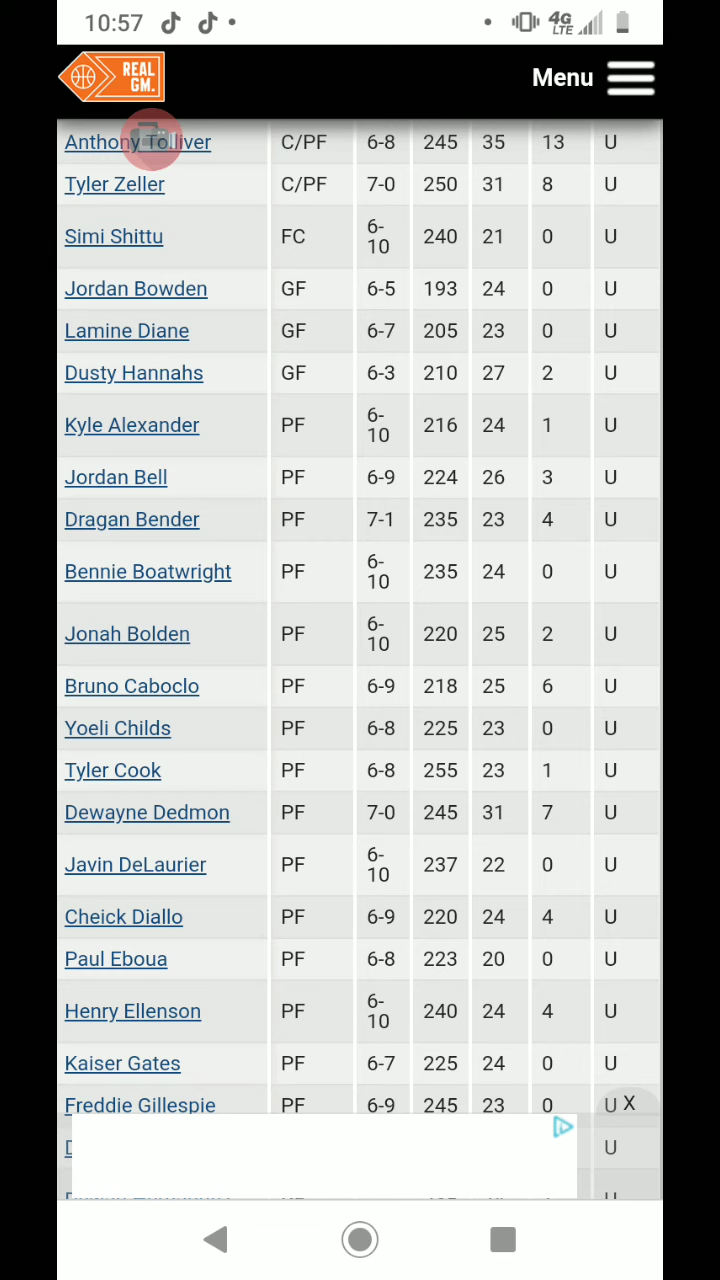 10:57
4G
LTE
REAL
GM.
Menu
Anthony Tolliver C/PF 6-8 245 35 13 U
Tyler Zeller C/PF 7-0 250 31 8 U
Simi Shittu FC 6-
10 240 21 0 U
Jordan Bowden GF 6-5 193 24 0 U
Lamine Diane GF 6-7 205 23 0 U
Dusty Hannahs GF 6-3 210 27 2 U
Kyle Alexander PF 6-
10 216 24 1 U
Jordan Bell PF 6-9 224 26 3 U
Dragan Bender PF 7-1 235 23 4 U
Bennie Boatwright PF 6-
10 235 24 0 U
Jonah Bolden PF 6-
10 220 25 2 U
Bruno Caboclo PF 6-9 218 25 6 U
Yoeli Childs PF 6-8 225 23 0 U
Tyler Cook PF 6-8 255 23 1 U
Dewayne Dedmon PF 7-0 245 31 7 U
Javin DeLaurier PF 6-
10 237 22 0 U
Cheick Diallo PF 6-9 220 24 4 U
Paul Eboua PF 6-8 223 20 0 U
Henry Ellenson PF 6-
10 240 24 4 U
Kaiser Gates PF 6-7 225 24 0 U
Freddie Gillespie PF 6-9 245 23 0 U X
U